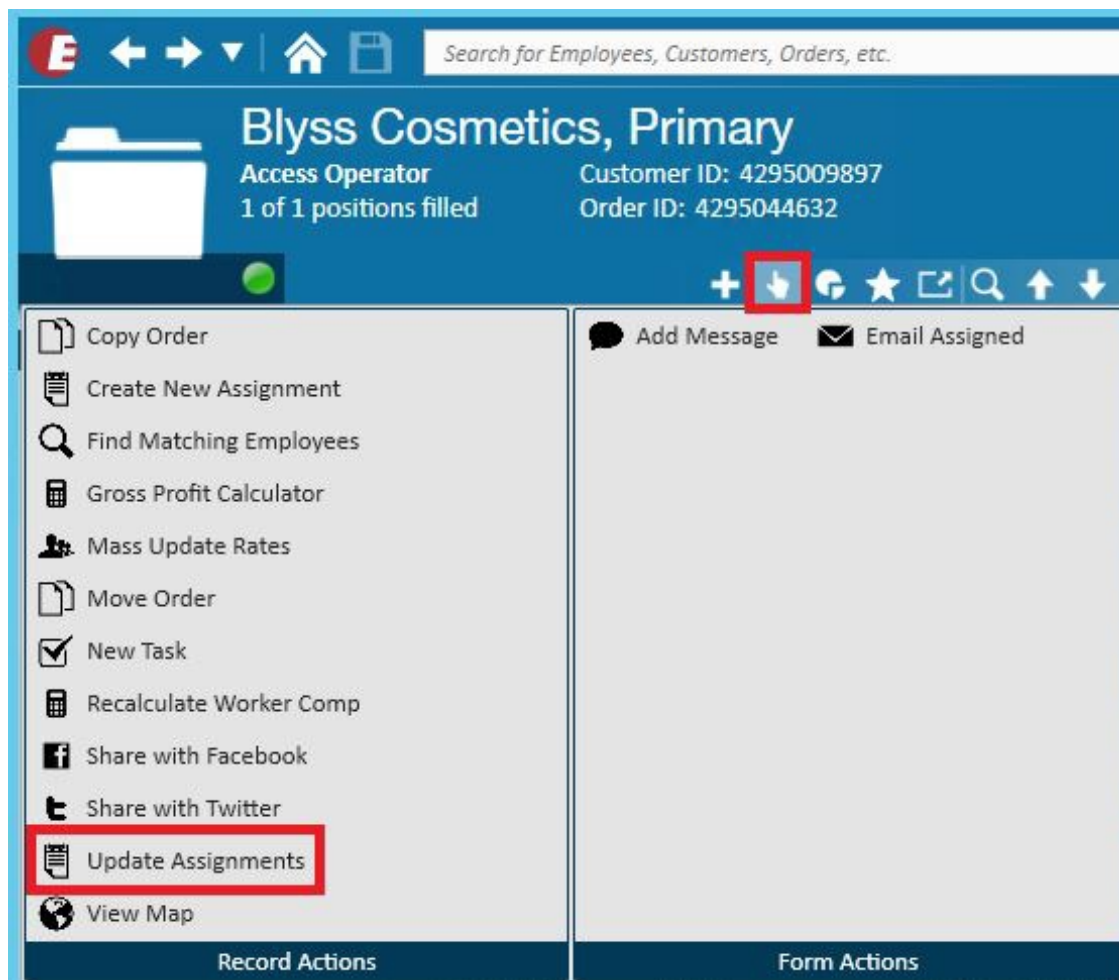 E
Search for Employees, Customers, Orders, etc.
Blyss Cosmetics, Primary
Access Operator Customer ID: 4295009897
1 of 1 positions filled Order ID: 4295044632
Copy Order
Create New Assignment
Find Matching Employees
Gross Profit Calculator
Mass Update Rates
Move Order
New Task
Recalculate Worker Comp
Share with Facebook
Share with Twitter
Update Assignments
View Map
Record Actions
Add Message Email Assigned
Form Actions